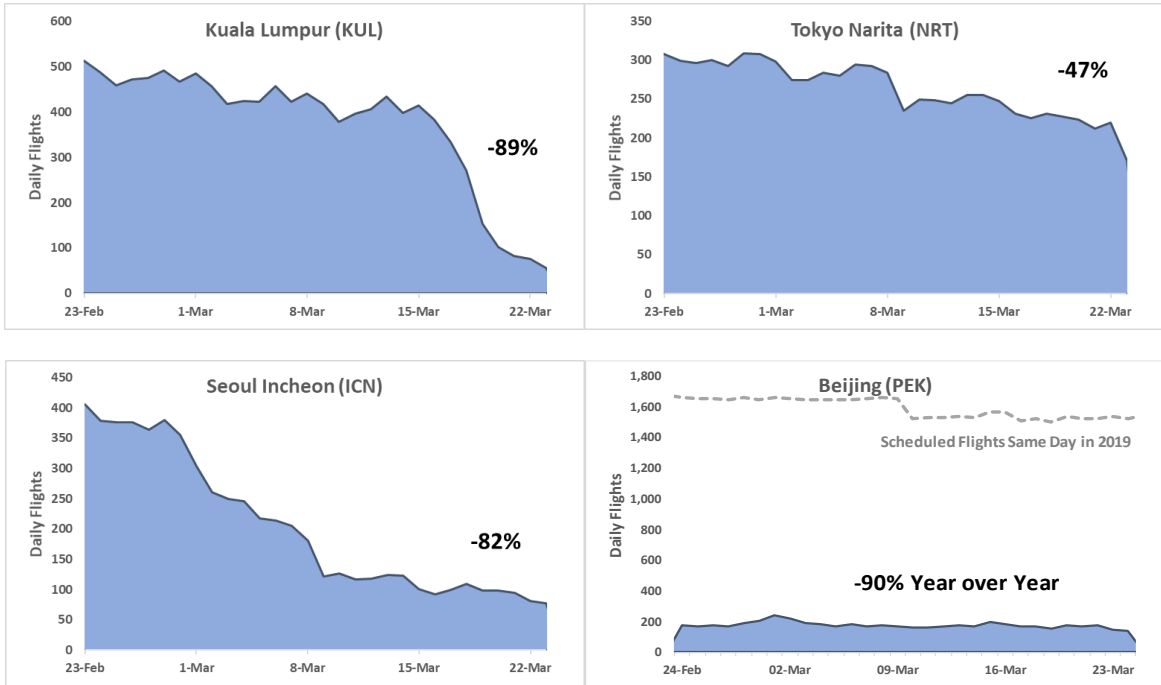 Kuala Lumpur (KUL)
Daily Flights
600
500
400
300
200
100
0
-89%
23-Feb 1-Mar 8-Mar 15-Mar 22-Mar
Tokyo Narita (NRT)
Daily Flights
350
300
250
200
150
100
50
0
-47%
23-Feb 1-Mar 8-Mar 15-Mar 22-Mar
Seoul Incheon (ICN)
Daily Flights
450
400
350
300
250
200
150
100
50
0
-82%
23-Feb 1-Mar 8-Mar 15-Mar 22-Mar
Beijing (PEK)
Daily Flights
1,800
1,600
1,400
1,200
1,000
800
600
400
200
0
Scheduled Flights Same Day in 2019
-90% Year over Year
24-Feb 02-Mar 09-Mar 16-Mar 23-Mar